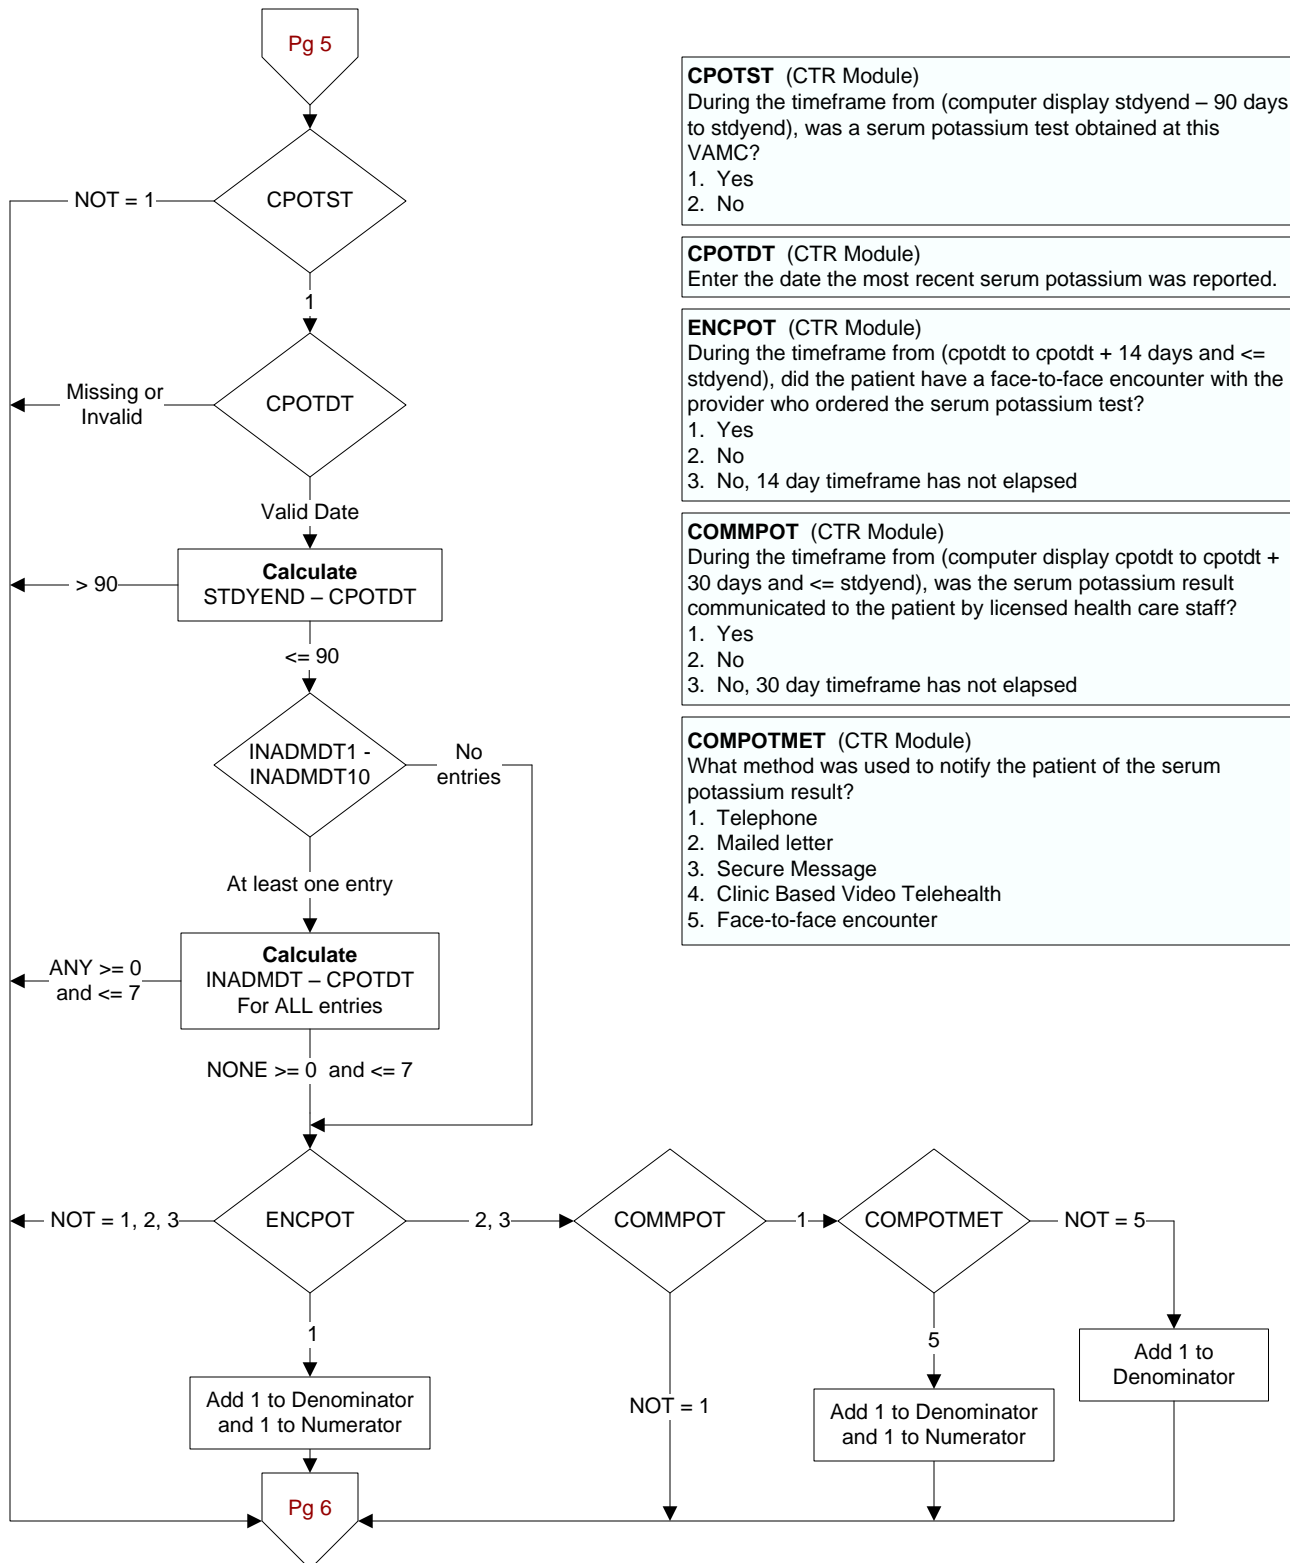 Pg 5
CPOTST
NOT = 1
1
CPOTDT
Missing or
Invalid
Valid Date
Calculate
STDYEND – CPOTDT
> 90
<= 90
INADMDT1 -
INADMDT10
No
entries
At least one entry
Calculate
INADMDT – CPOTDT
For ALL entries
ANY >= 0
and <= 7
NONE >= 0 and <= 7
ENCPOT
NOT = 1, 2, 3
2, 3
COMMPOT
1
COMPOTMET
NOT = 5
1
5
NOT = 1
Add 1 to
Denominator
Add 1 to Denominator
and 1 to Numerator
Add 1 to Denominator
and 1 to Numerator
Pg 6
CPOTST (CTR Module)
During the timeframe from (computer display stdyend – 90 days
to stdyend), was a serum potassium test obtained at this
VAMC?
1. Yes
2. No
CPOTDT (CTR Module)
Enter the date the most recent serum potassium was reported.
ENCPOT (CTR Module)
During the timeframe from (cpotdt to cpotdt + 14 days and <=
stdyend), did the patient have a face-to-face encounter with the
provider who ordered the serum potassium test?
1. Yes
2. No
3. No, 14 day timeframe has not elapsed
COMMPOT (CTR Module)
During the timeframe from (computer display cpotdt to cpotdt +
30 days and <= stdyend), was the serum potassium result
communicated to the patient by licensed health care staff?
1. Yes
2. No
3. No, 30 day timeframe has not elapsed
COMPOTMET (CTR Module)
What method was used to notify the patient of the serum
potassium result?
1. Telephone
2. Mailed letter
3. Secure Message
4. Clinic Based Video Telehealth
5. Face-to-face encounter